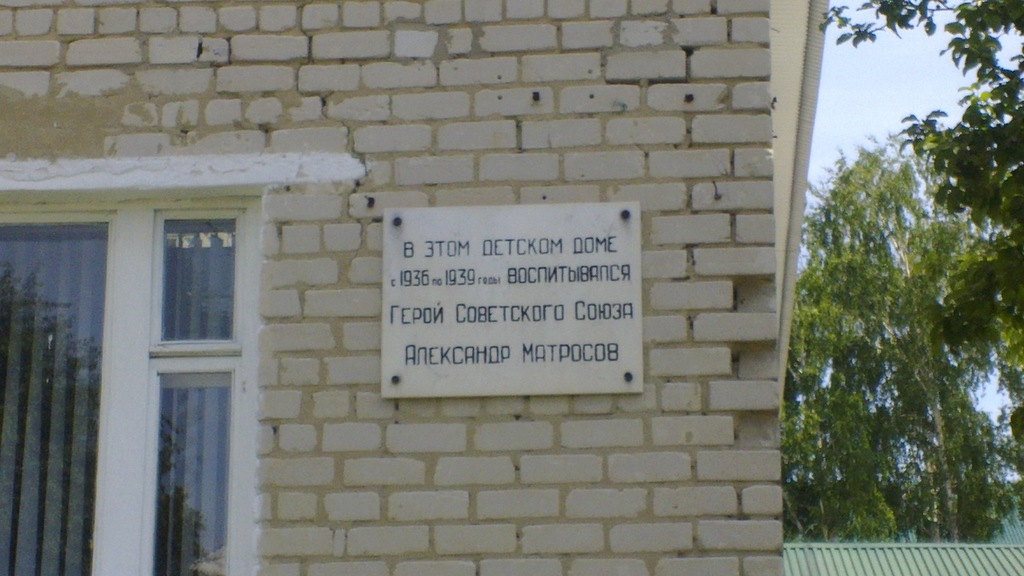 В ЭТОМ ДЕТСКОМ ДОМЕ
с 1936 по 1939 годы ВОСПИТЫВАЛСЯ
ГЕРОЙ СОВЕТСКОГО СОЮЗА
АЛЕКСАНДР МАТРОСОВ